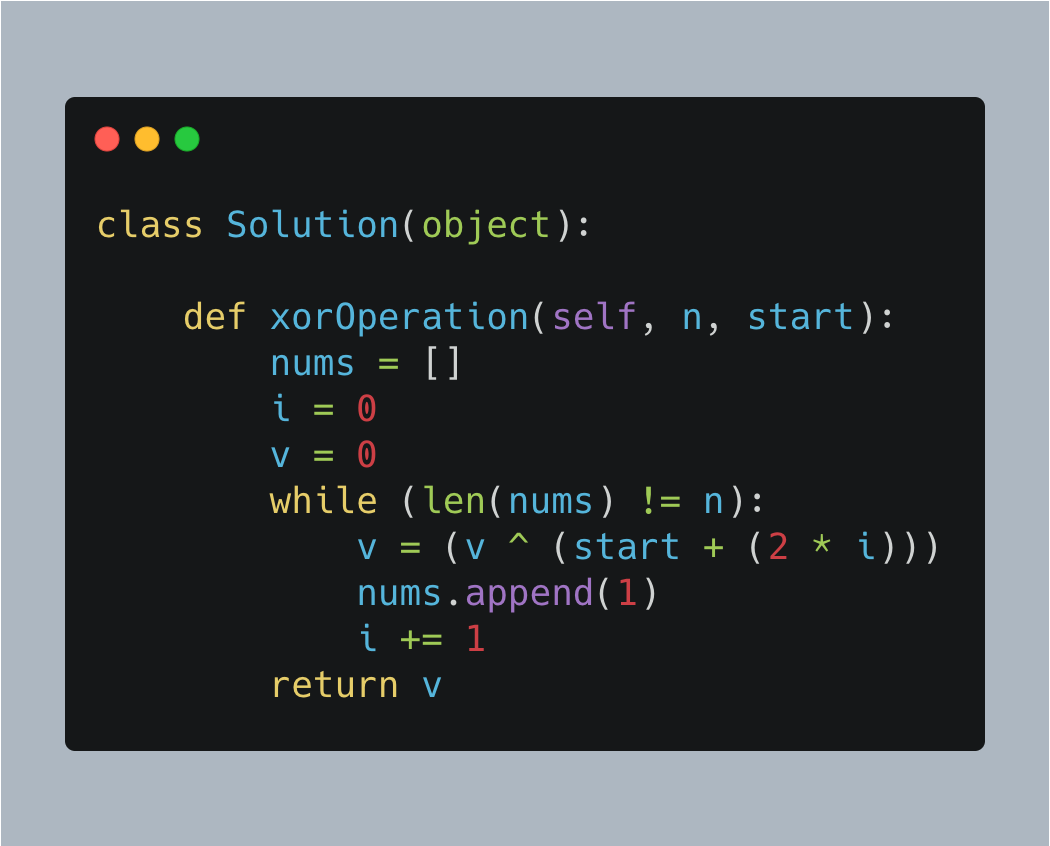 class Solution(object):
    def xorOperation(self, n, start):
        nums = []
        i = 0
        v = 0
        while (len(nums) != n):
            v = (v ^ (start + (2 * i)))
            nums.append(1)
            i += 1
        return v